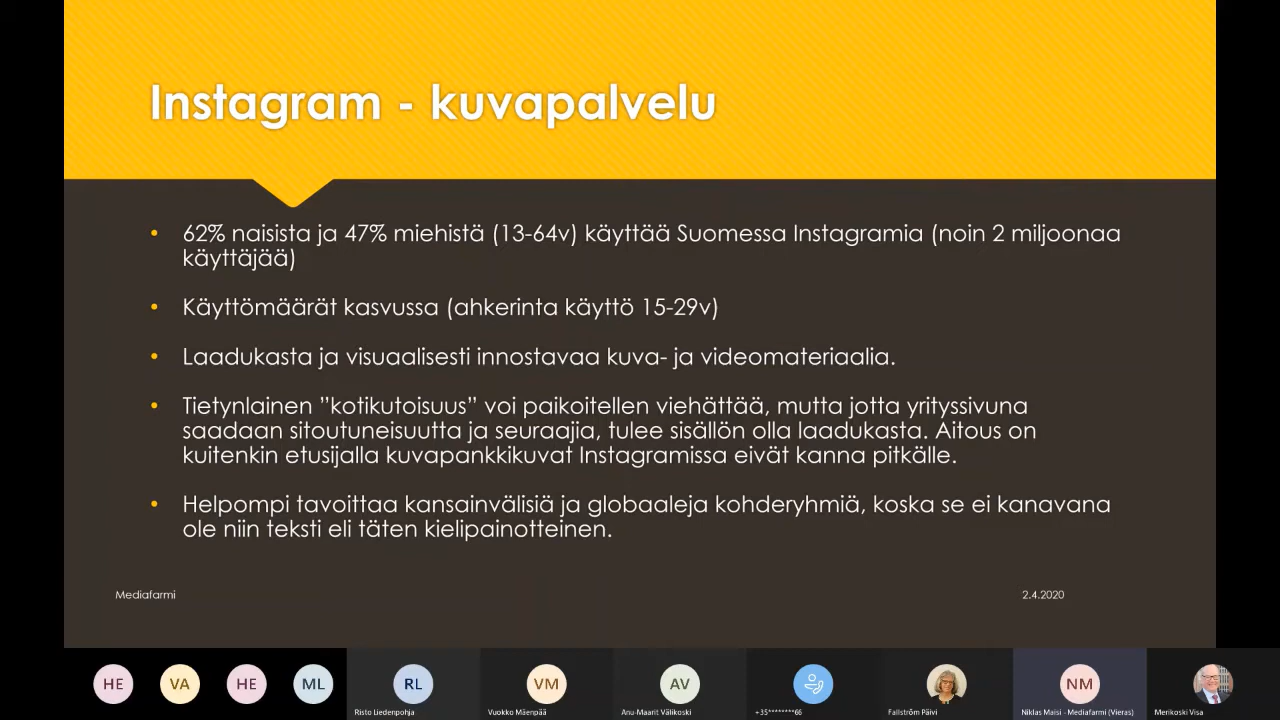 Instagram - kuvapalvelu
• 62% naisista ja 47% miehistä (13-64v) käyttää Suomessa Instagramia (noin 2 miljoonaa
käyttäjää)
• Käyttömäärät kasvussa (ahkerinta käyttö 15-29v)
• Laadukasta ja visuaalisesti innostavaa kuva- ja videomateriaalia.
• Tietynlainen ”kotikutoisuus” voi paikoitellen viehättää, mutta jotta yrityssivuna
saadaan sitoutuneisuutta ja seuraajia, tulee sisällön olla laadukasta. Aitous on
kuitenkin etusijalla kuvapankkikuvat Instagramissa eivät kanna pitkälle.
• Helpompi tavoittaa kansainvälisiä ja globaaleja kohderyhmiä, koska se ei kanavana
ole niin teksti eli täten kielipainotteinen.
Mediafarmi
2.4.2020
HE
VA
HE
ML
RL
VM
AV
NM
Risto Liedenpohja
Vuokko Mäenpää
Anu-Maarit Välikoski
+35********66
Fallström Päivi
Niklas Maisi - Mediafarmi (Vieras)
Merikoski Visa